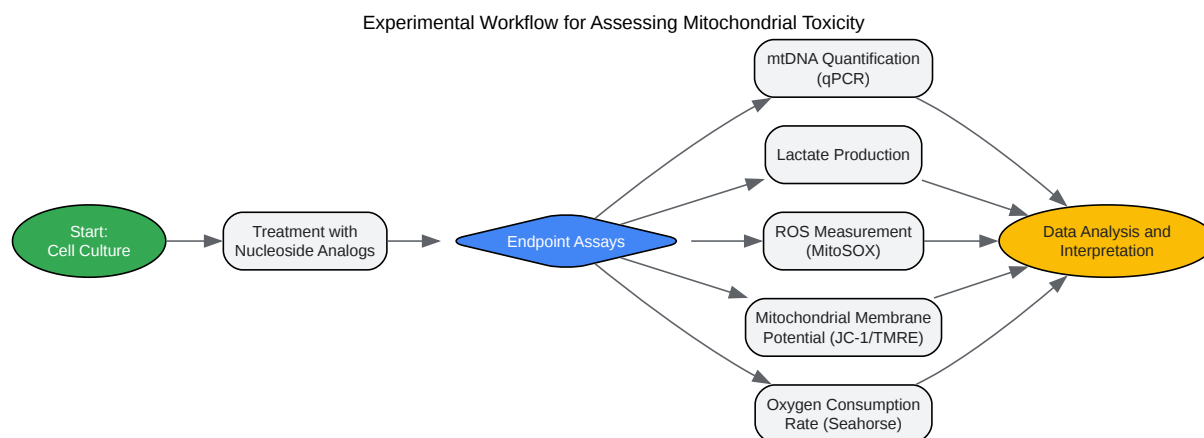 Experimental Workflow for Assessing Mitochondrial Toxicity
Start:
Cell Culture
Treatment with
Nucleoside Analogs
Endpoint Assays
mtDNA Quantification
(qPCR)
Lactate Production
ROS Measurement
(MitoSOX)
Mitochondrial Membrane
Potential (JC-1/TMRE)
Oxygen Consumption
Rate (Seahorse)
Data Analysis and
Interpretation